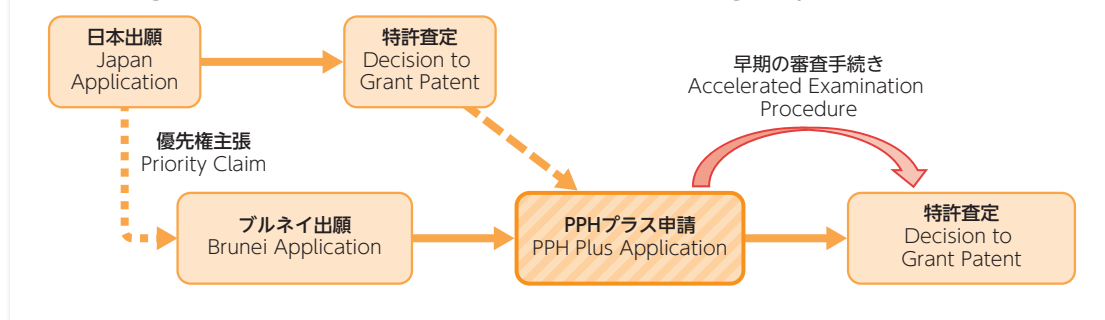 日本出願
Japan
Application
特許査定
Decision to
Grant Patent
早期の審査手続き
Accelerated Examination
Procedure
優先権主張
Priority Claim
ブルネイ出願
Brunei Application
PPHプラス申請
PPH Plus Application
特許査定
Decision to
Grant Patent